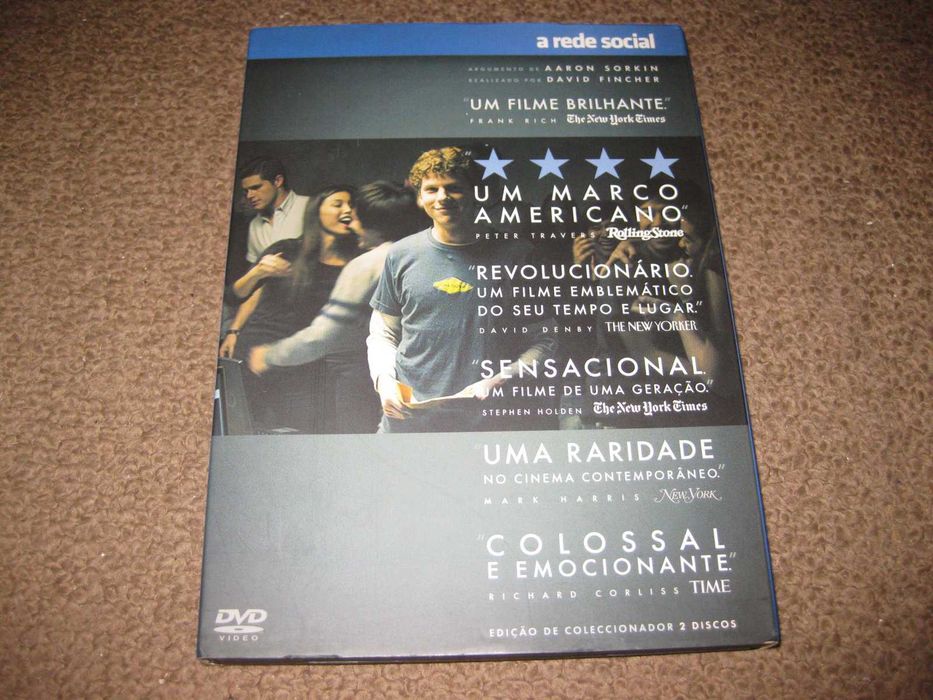 a rede social
ARGUMENTO DE AARON SORKIN
REALIZADO POR DAVID FINCHER
"UM FILME BRILHANTE."
FRANK RICH The New York Times
"★ ★ ★ ★
UM MARCO
AMERICANO"
PETER TRAVERS RollingStone
"REVOLUCIONÁRIO.
UM FILME EMBLEMÁTICO
DO SEU TEMPO E LUGAR."
DAVID DENBY THE NEW YORKER
"SENSACIONAL.
UM FILME DE UMA GERAÇÃO."
STEPHEN HOLDEN The New York Times
"UMA RARIDADE
NO CINEMA CONTEMPORÂNEO."
MARK HARRIS New York
"COLOSSAL
E EMOCIONANTE."
RICHARD CORLISS TIME
DVD
VIDEO
EDIÇÃO DE COLECCIONADOR 2 DISCOS